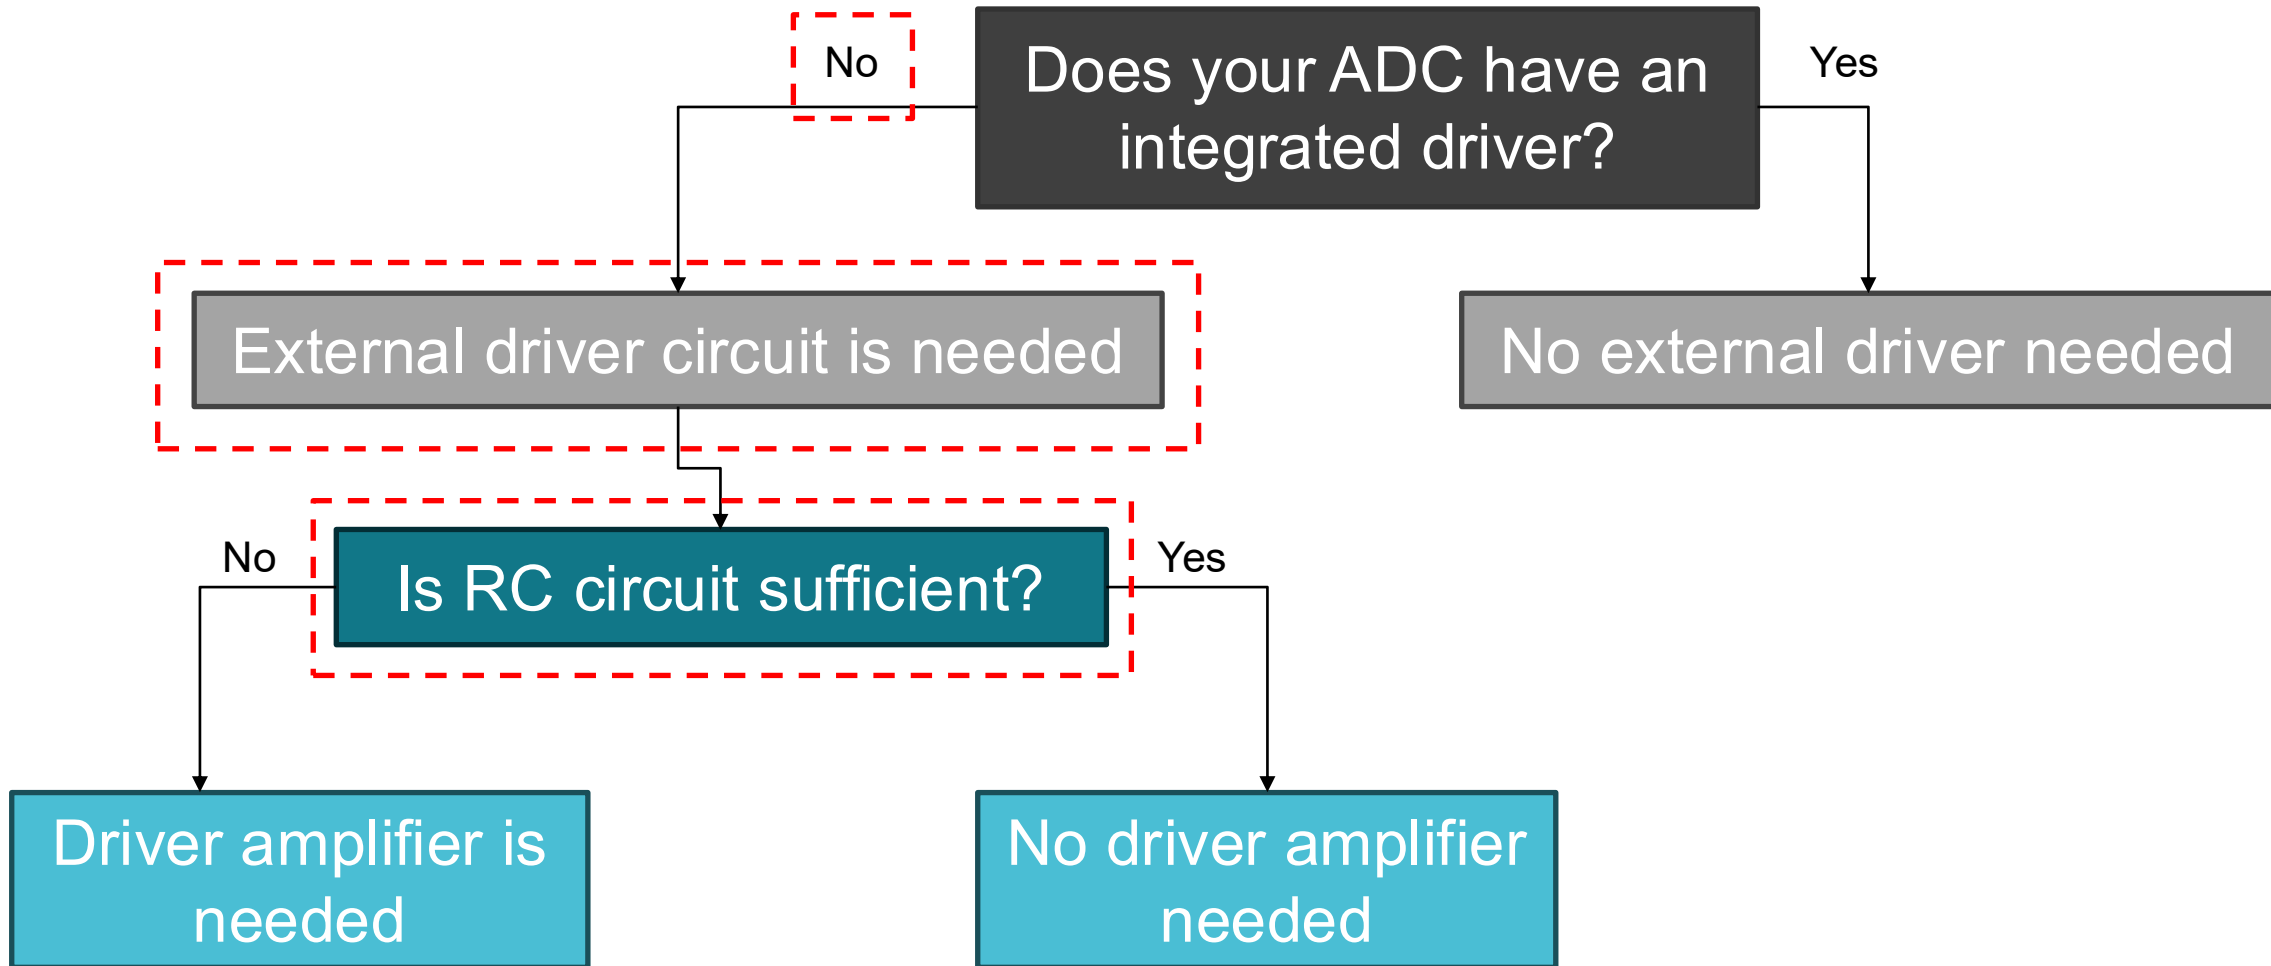 No
Does your ADC have an
integrated driver?
Yes
External driver circuit is needed
No external driver needed
No
Is RC circuit sufficient?
Yes
Driver amplifier is
needed
No driver amplifier
needed